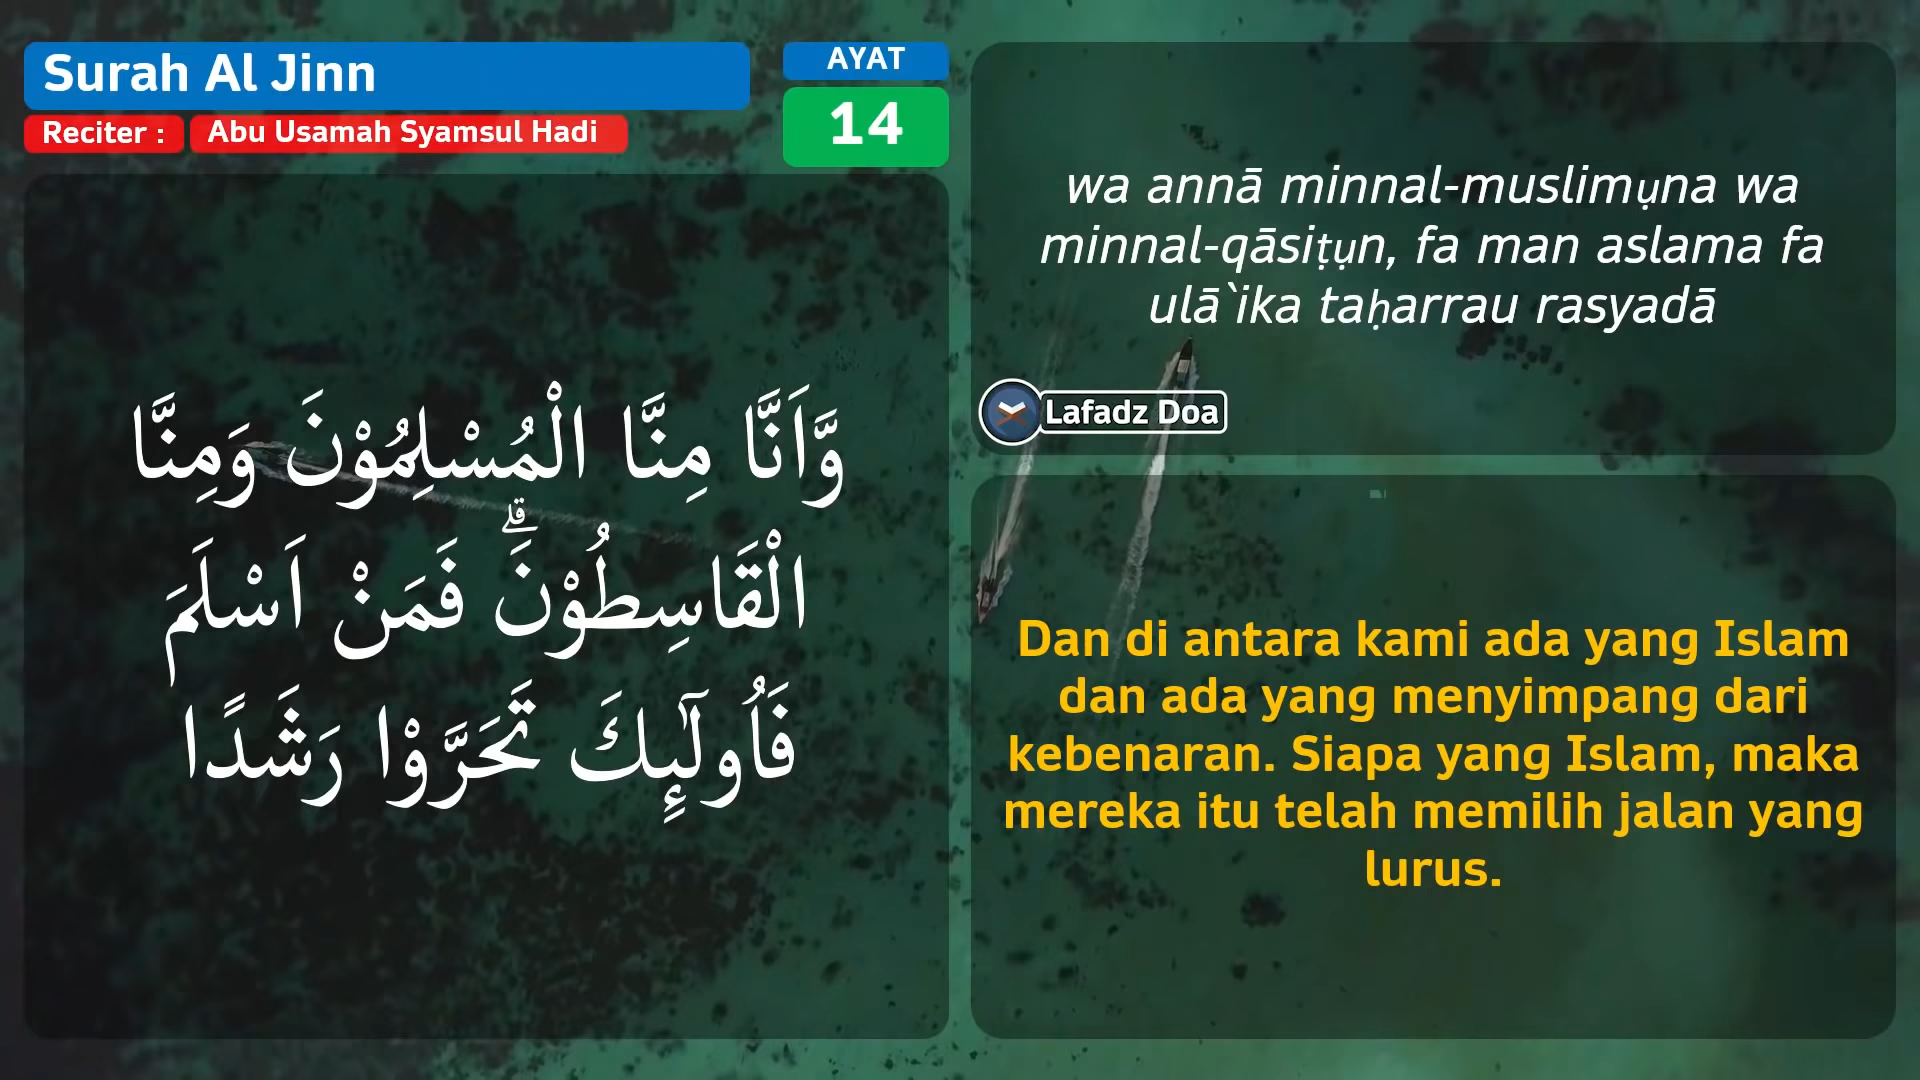 Surah Al Jinn
Reciter :
Abu Usamah Syamsul Hadi
AYAT
14
وَّاَنَّا مِنَّا الْمُسْلِمُوْنَ وَمِنَّا
الْقَاسِطُوْنَۗ فَمَنْ اَسْلَمَ
فَاُولٰۤىِٕكَ تَحَرَّوْا رَشَدًا
wa annā minnal-muslimụna wa
minnal-qāsiṭụn, fa man aslama fa
ulā`ika taḥarrau rasyadā
Lafadz Doa
Dan di antara kami ada yang Islam
dan ada yang menyimpang dari
kebenaran. Siapa yang Islam, maka
mereka itu telah memilih jalan yang
lurus.